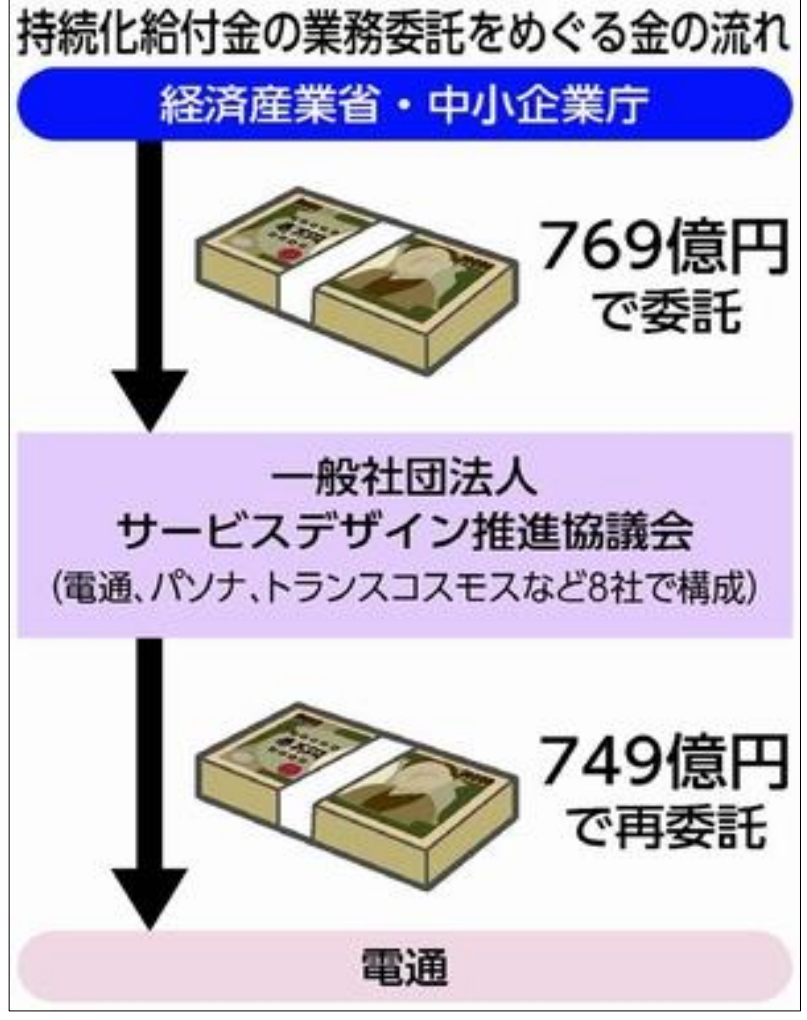 持続化給付金の業務委託をめぐる金の流れ
経済産業省・中小企業庁
769億円
で委託
一般社団法人
サービスデザイン推進協議会
(電通、パソナ、トランスコスモスなど8社で構成)
749億円
で再委託
電通